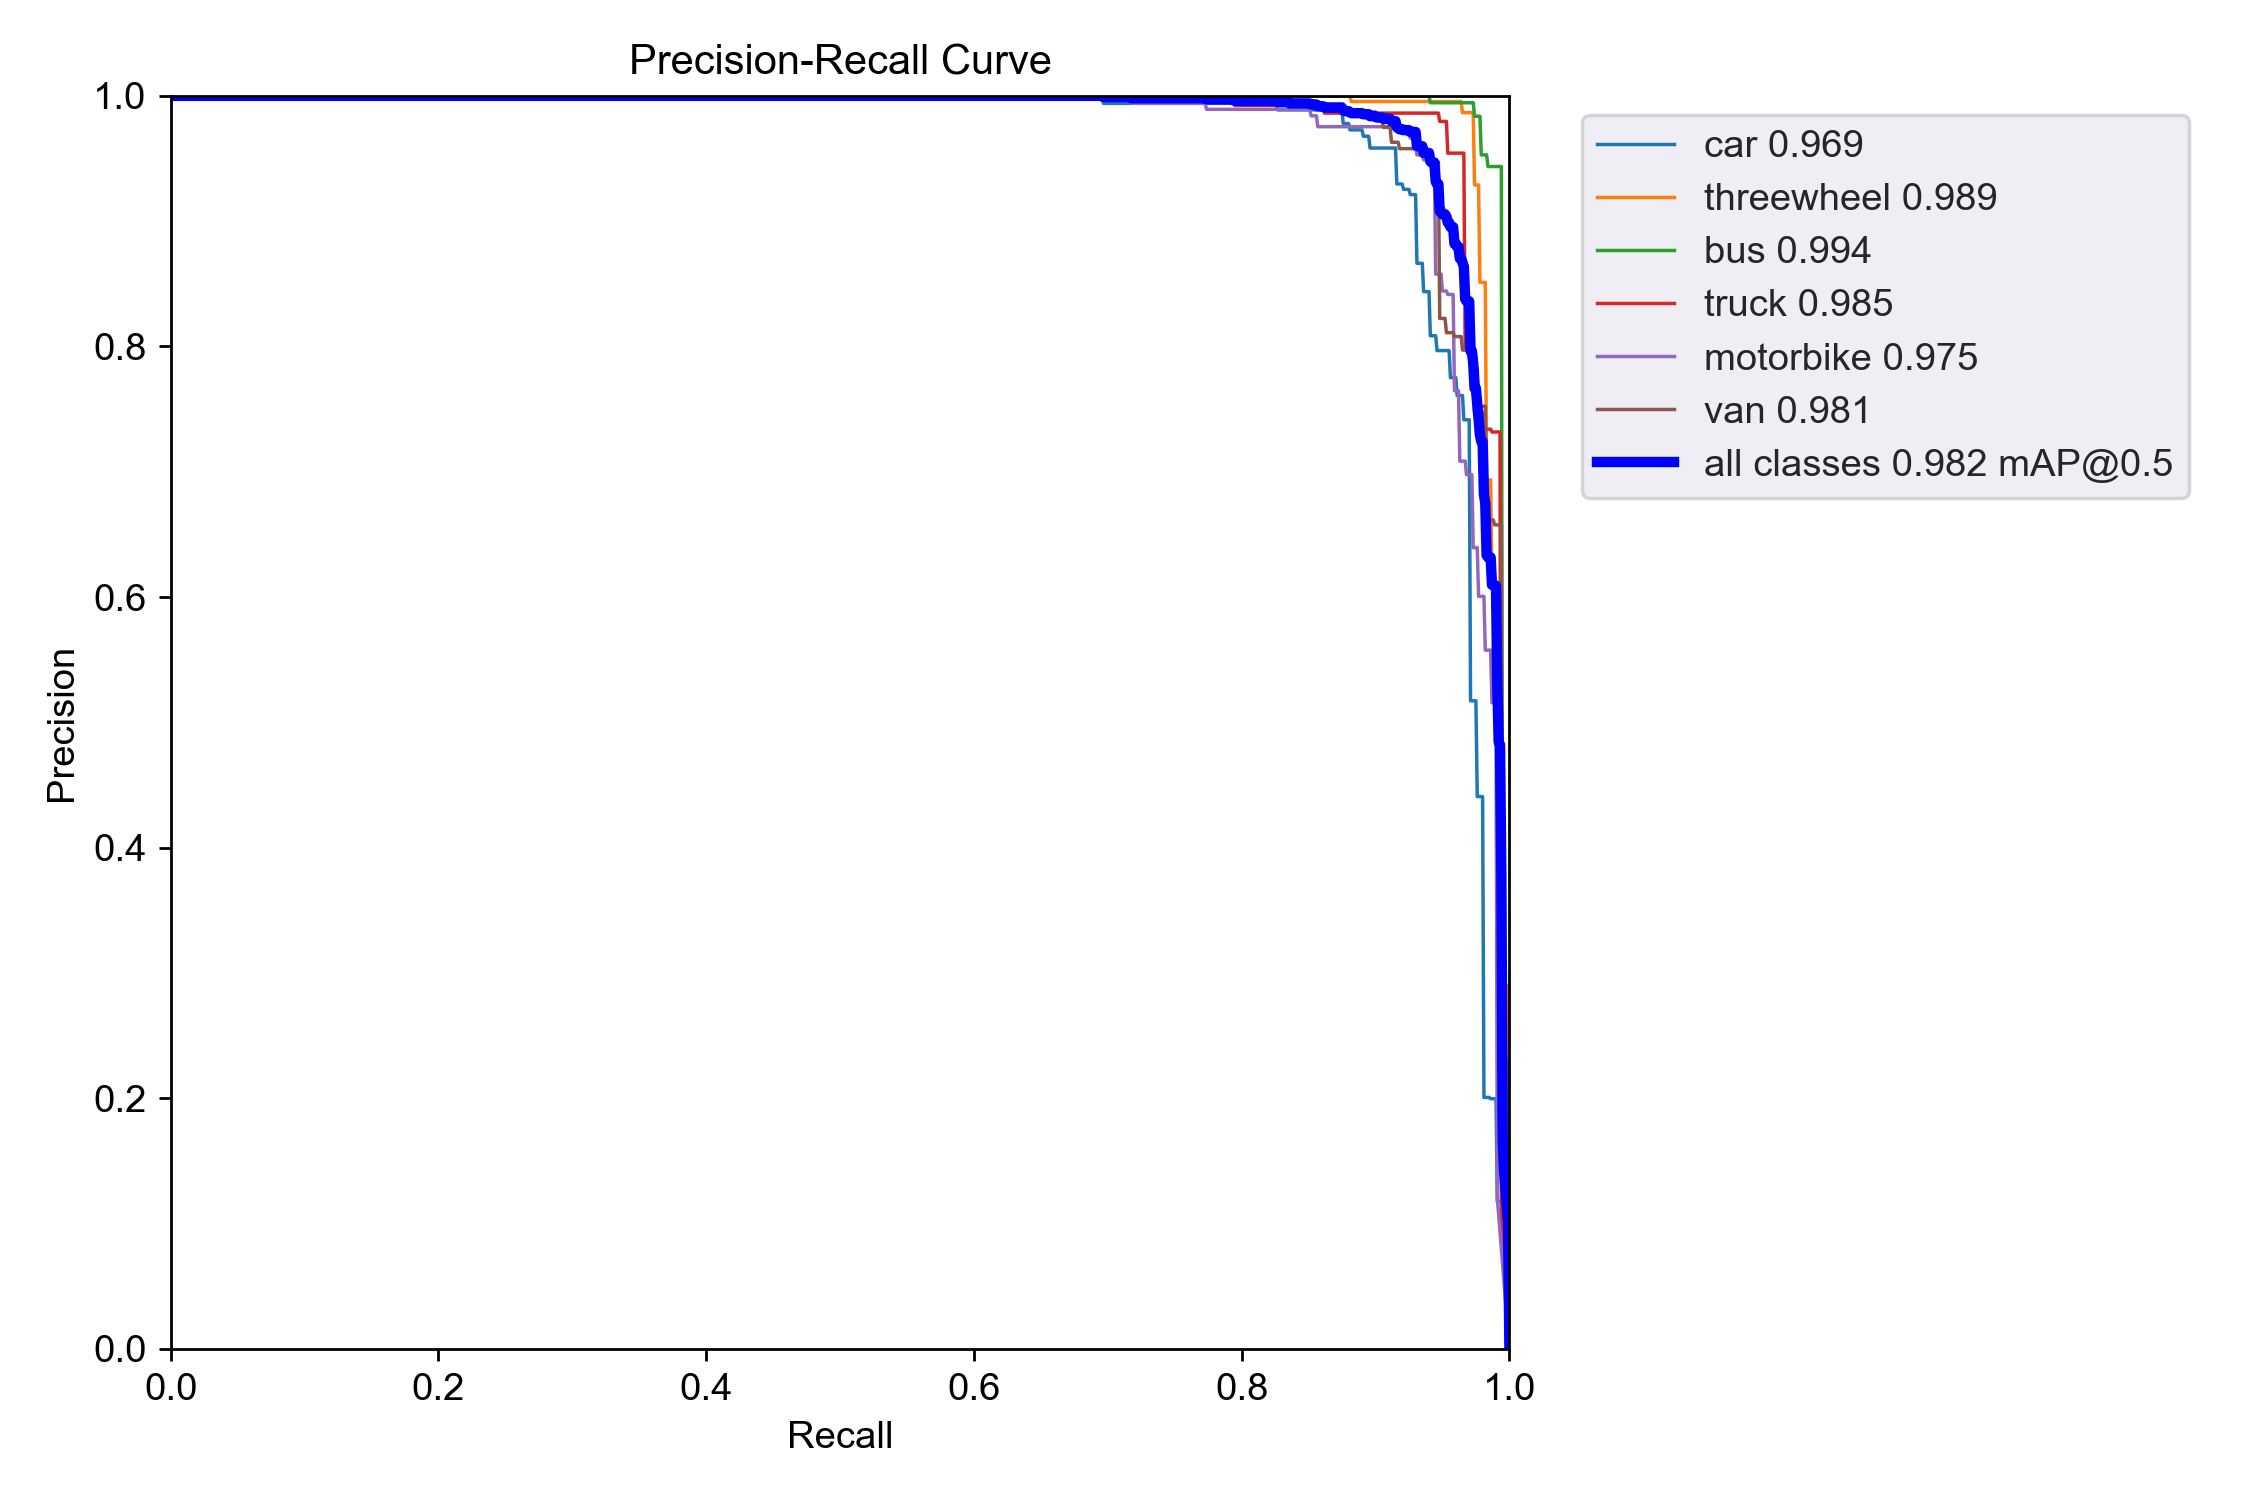 Precision-Recall Curve
1.0
0.8
0.6
0.4
0.2
0.0
Precision
0.0 0.2 0.4 0.6 0.8 1.0
Recall
car 0.969
threewheel 0.989
bus 0.994
truck 0.985
motorbike 0.975
van 0.981
all classes 0.982 mAP@0.5